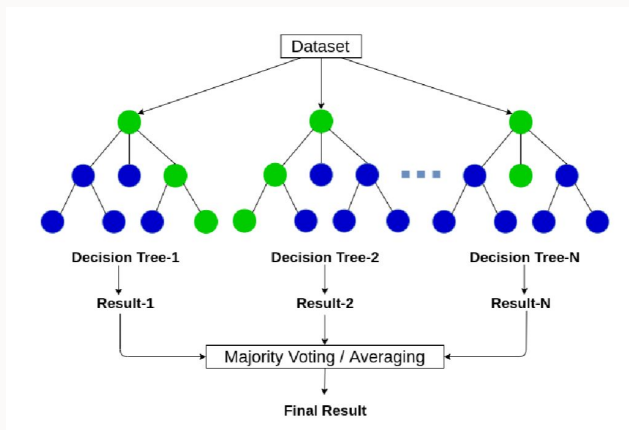 Dataset
Decision Tree-1
Decision Tree-2
Decision Tree-N
Result-1
Result-2
Result-N
Majority Voting / Averaging
Final Result